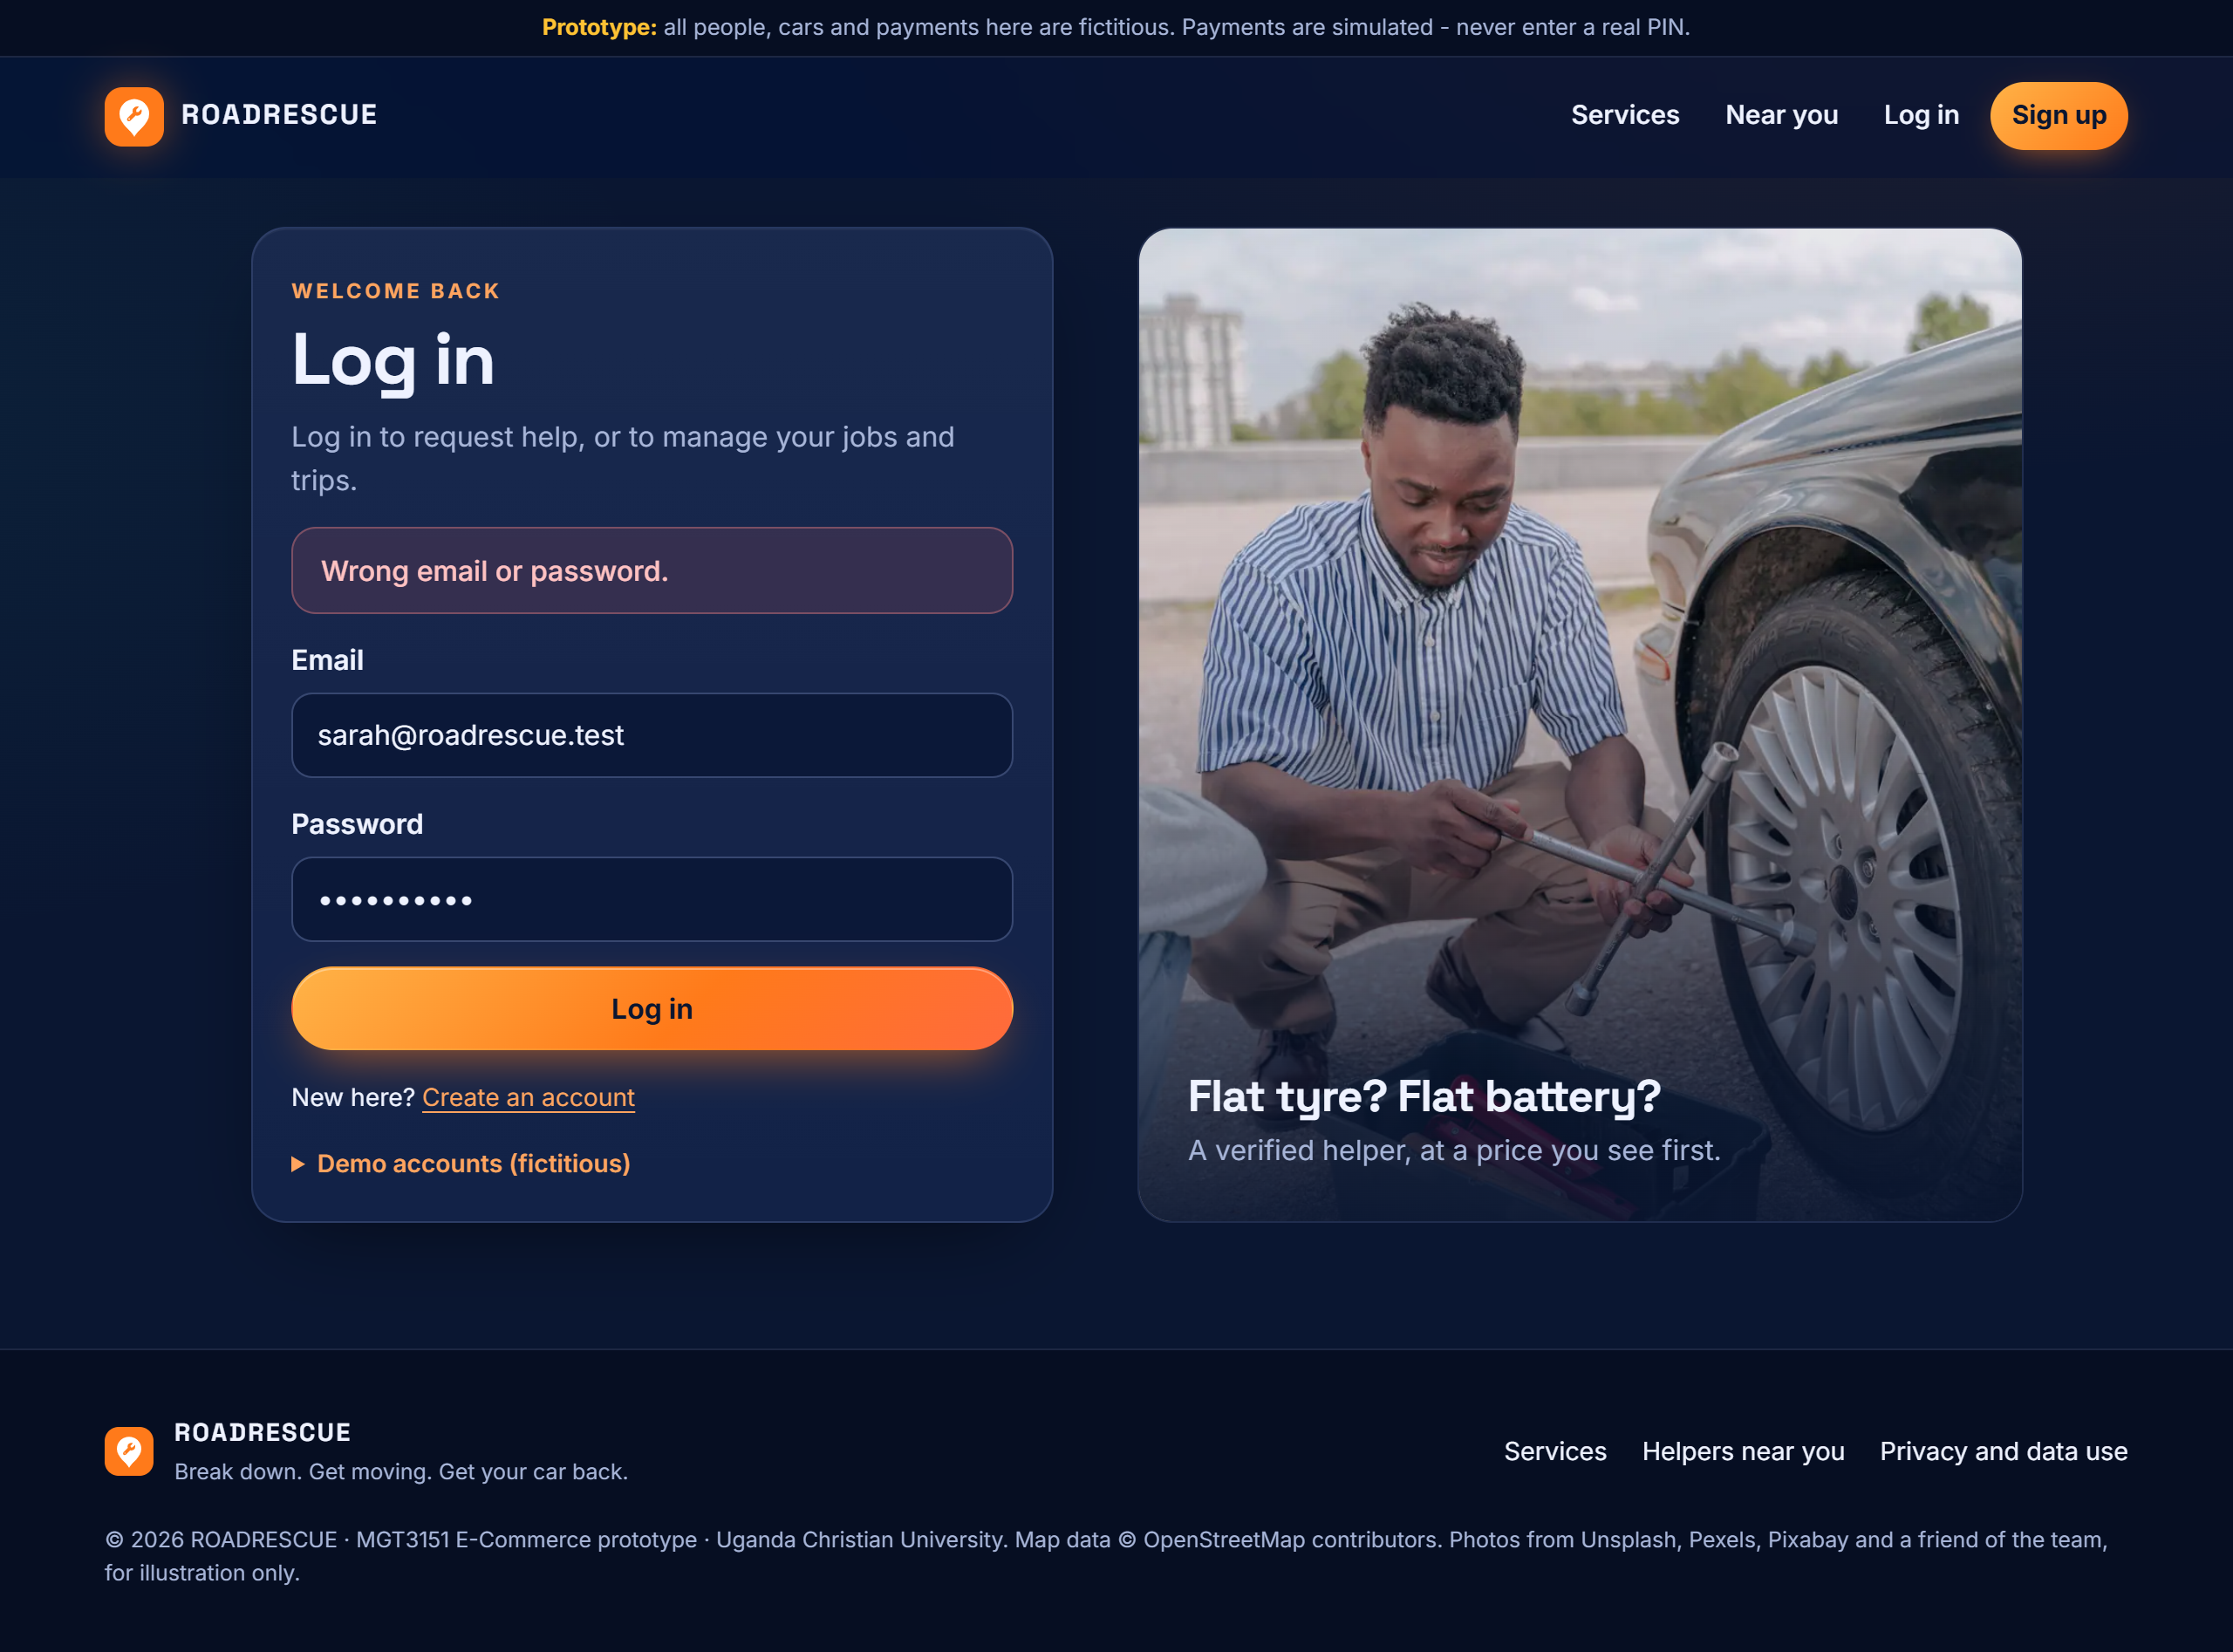 Prototype: all people, cars and payments here are fictitious. Payments are simulated - never enter a real PIN.
ROADRESCUE
Services
Near you
Log in
Sign up
WELCOME BACK
Log in
Log in to request help, or to manage your jobs and
trips.
Wrong email or password.
Email
sarah@roadrescue.test
Password
••••••••••
Log in
New here? Create an account
Demo accounts (fictitious)
Flat tyre? Flat battery?
A verified helper, at a price you see first.
ROADRESCUE
Break down. Get moving. Get your car back.
Services
Helpers near you
Privacy and data use
© 2026 ROADRESCUE · MGT3151 E-Commerce prototype · Uganda Christian University. Map data © OpenStreetMap contributors. Photos from Unsplash, Pexels, Pixabay and a friend of the team,
for illustration only.